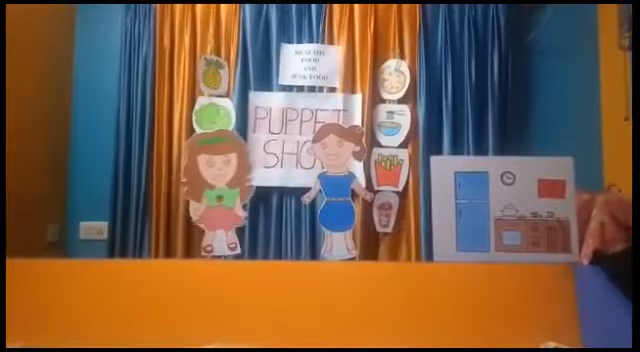 HEALTHY
FOOD
AND
JUNK FOOD
PUPPET
SHOW